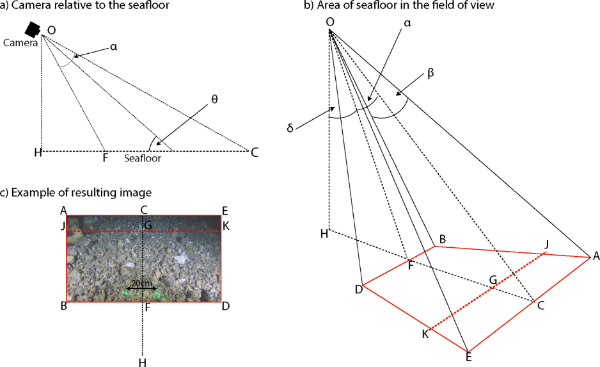 a) Camera relative to the seafloor
O
Camera
α
θ
H
F
Seafloor
C
b) Area of seafloor in the field of view
O
α
β
δ
H
B
J
A
F
D
G
C
K
E
c) Example of resulting image
A
C
E
J
G
K
20cm
B
F
D
H